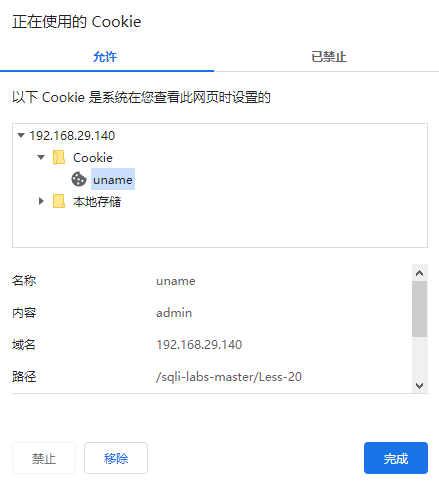 正在使用的 Cookie
允许 已禁止
以下 Cookie 是系统在您查看此网页时设置的
192.168.29.140
Cookie
uname
本地存储
名称 uname
内容 admin
域名 192.168.29.140
路径 /sqli-labs-master/Less-20
禁止 移除 完成